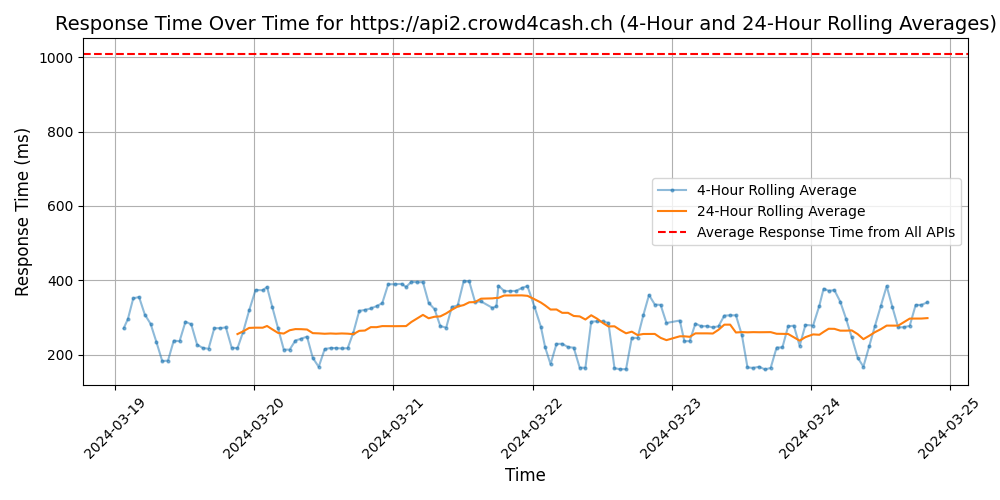 Response Time Over Time for https://api2.crowd4cash.ch (4-Hour and 24-Hour Rolling Averages)
Response Time (ms)
1000
800
600
400
200
4-Hour Rolling Average
24-Hour Rolling Average
Average Response Time from All APIs
2024-03-19
2024-03-20
2024-03-21
2024-03-22
2024-03-23
2024-03-24
2024-03-25
Time